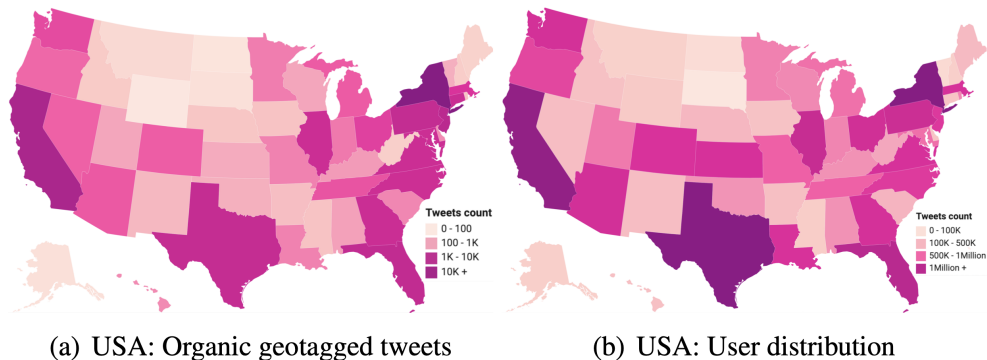 Tweets count
0 - 100
100 - 1K
1K - 10K
10K +
Tweets count
0 - 100K
100K - 500K
500K - 1Million
1Million +
(a) USA: Organic geotagged tweets
(b) USA: User distribution